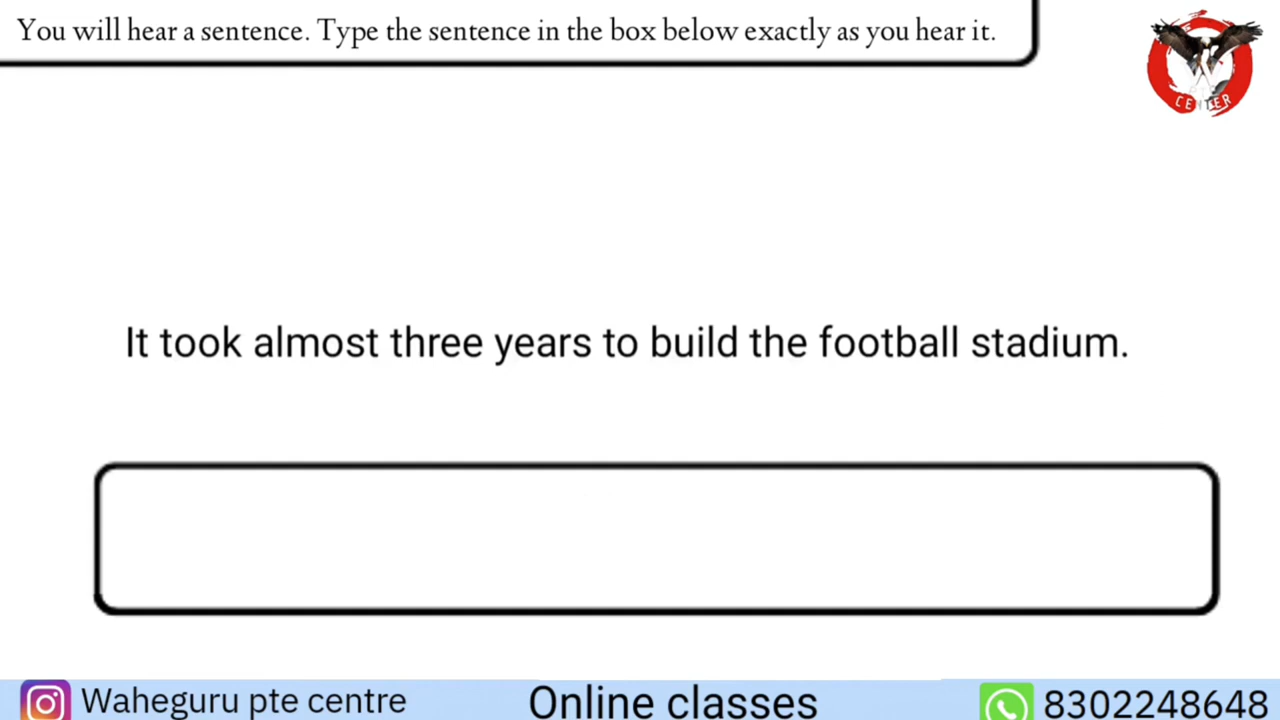 You will hear a sentence. Type the sentence in the box below exactly as you hear it.
CENTER
It took almost three years to build the football stadium.
Waheguru pte centre
Online classes
8302248648